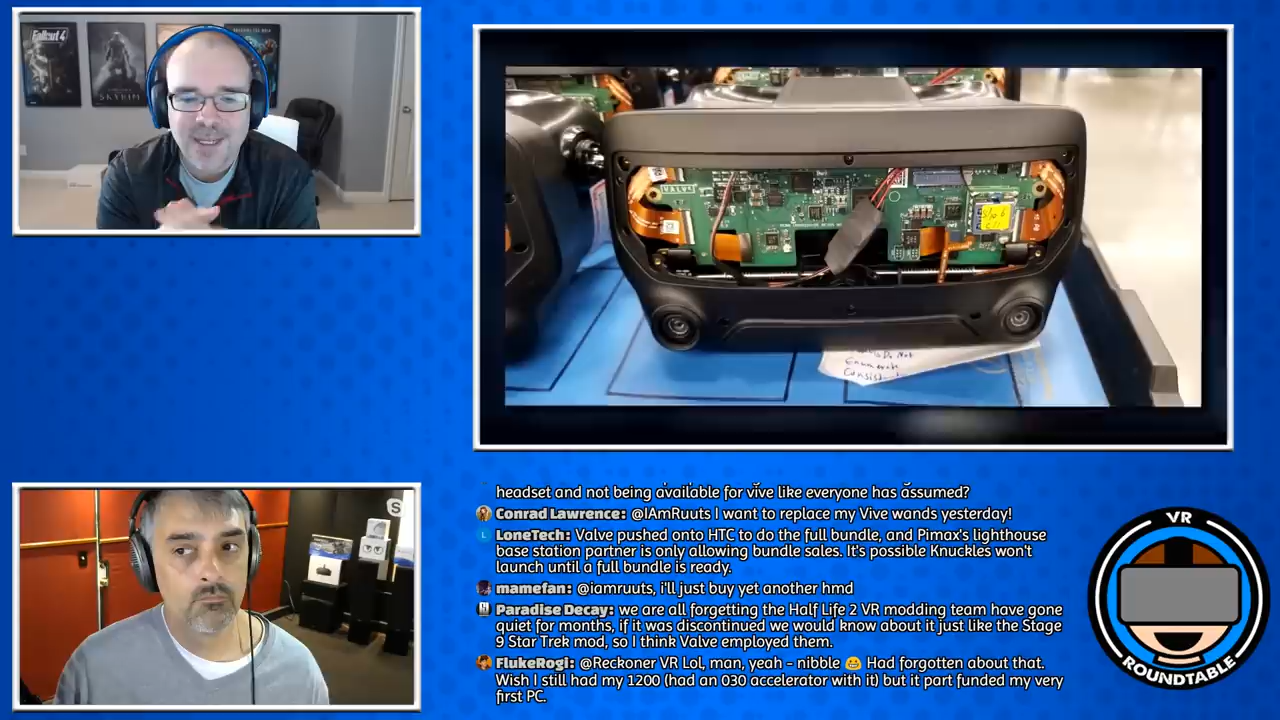 Fallout 4
SKYRIM
VALVE
Do Not
Enumerate
headset and not being available for vive like everyone has assumed?
Conrad Lawrence: @IAmRuuts I want to replace my Vive wands yesterday!
LoneTech: Valve pushed onto HTC to do the full bundle, and Pimax's lighthouse
base station partner is only allowing bundle sales. It's possible Knuckles won't
launch until a full bundle is ready.
mamefan: @iamruuts, i'll just buy yet another hmd
Paradise Decay: we are all forgetting the Half Life 2 VR modding team have gone
quiet for months, if it was discontinued we would know about it just like the Stage
9 Star Trek mod, so I think Valve employed them.
FlukeRogi: @Reckoner VR Lol, man, yeah - nibble 😀 Had forgotten about that.
Wish I still had my 1200 (had an 030 accelerator with it) but it part funded my very
first PC.
VR
ROUNDTABLE